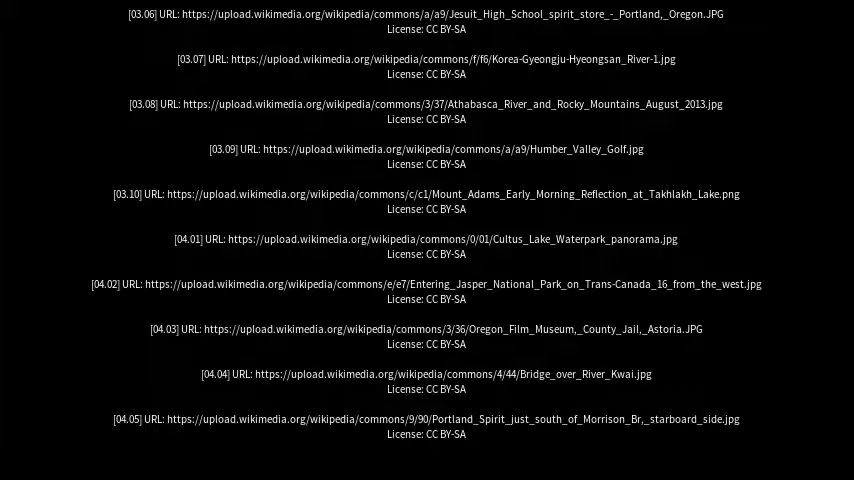 [03.06] URL: https://upload.wikimedia.org/wikipedia/commons/a/a9/Jesuit_High_School_spirit_store_-_Portland,_Oregon.JPG
License: CC BY-SA
[03.07] URL: https://upload.wikimedia.org/wikipedia/commons/f/f6/Korea-Gyeongju-Hyeongsan_River-1.jpg
License: CC BY-SA
[03.08] URL: https://upload.wikimedia.org/wikipedia/commons/3/37/Athabasca_River_and_Rocky_Mountains_August_2013.jpg
License: CC BY-SA
[03.09] URL: https://upload.wikimedia.org/wikipedia/commons/a/a9/Humber_Valley_Golf.jpg
License: CC BY-SA
[03.10] URL: https://upload.wikimedia.org/wikipedia/commons/c/c1/Mount_Adams_Early_Morning_Reflection_at_Takhlakh_Lake.png
License: CC BY-SA
[04.01] URL: https://upload.wikimedia.org/wikipedia/commons/0/01/Cultus_Lake_Waterpark_panorama.jpg
License: CC BY-SA
[04.02] URL: https://upload.wikimedia.org/wikipedia/commons/e/e7/Entering_Jasper_National_Park_on_Trans-Canada_16_from_the_west.jpg
License: CC BY-SA
[04.03] URL: https://upload.wikimedia.org/wikipedia/commons/3/36/Oregon_Film_Museum,_County_Jail,_Astoria.JPG
License: CC BY-SA
[04.04] URL: https://upload.wikimedia.org/wikipedia/commons/4/44/Bridge_over_River_Kwai.jpg
License: CC BY-SA
[04.05] URL: https://upload.wikimedia.org/wikipedia/commons/9/90/Portland_Spirit_just_south_of_Morrison_Br,_starboard_side.jpg
License: CC BY-SA